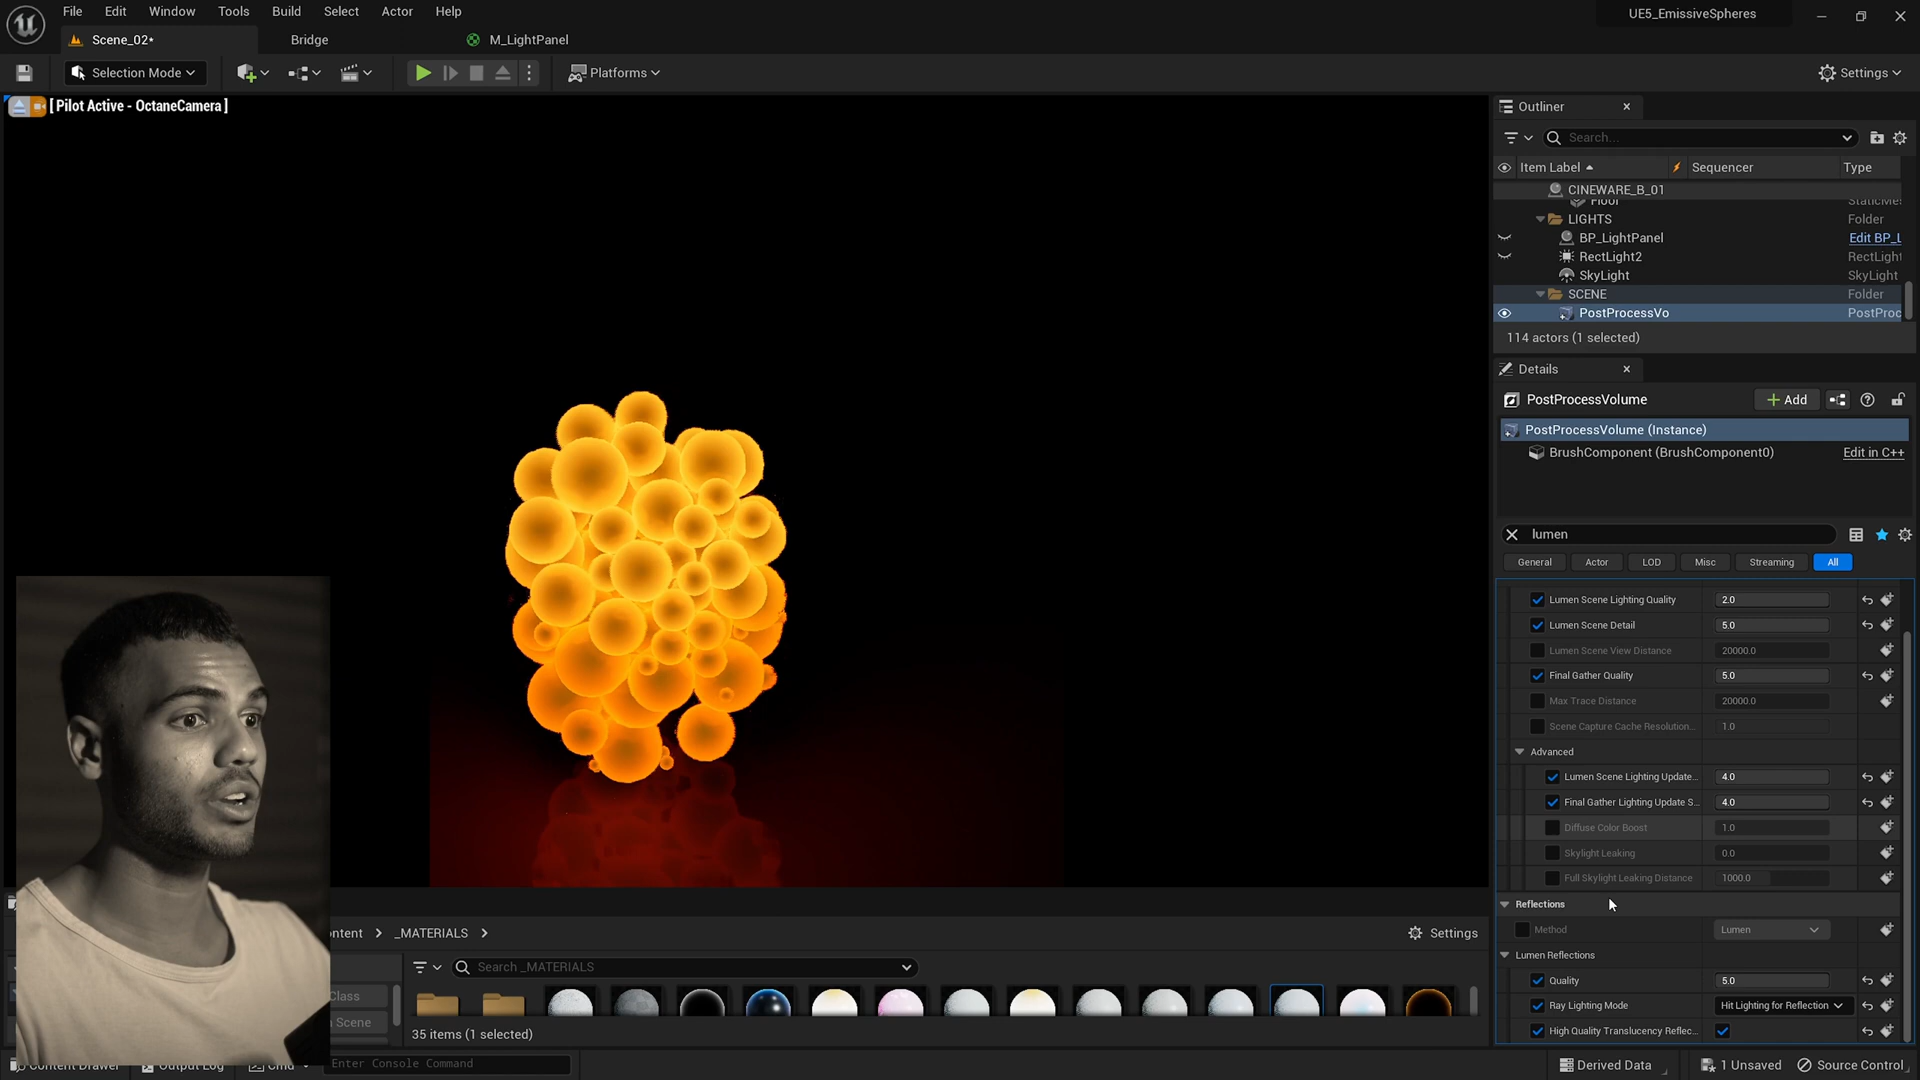 File Edit Window Tools Build Select Actor Help
UE5_EmissiveSpheres
Scene_02*
Bridge
M_LightPanel
Selection Mode
Platforms
Settings
[ Pilot Active - OctaneCamera ]
Outliner
Search...
Item Label
Sequencer
Type
CINEWARE_B_01
Floor
StaticMe
LIGHTS
Folder
BP_LightPanel
Edit BP_L
RectLight2
RectLight
SkyLight
SkyLight
SCENE
Folder
PostProcessVo
PostProc
114 actors (1 selected)
Details
PostProcessVolume
Add
PostProcessVolume (Instance)
BrushComponent (BrushComponent0)
Edit in C++
lumen
General Actor LOD Misc Streaming All
Lumen Scene Lighting Quality
2.0
Lumen Scene Detail
5.0
Lumen Scene View Distance
20000.0
Final Gather Quality
5.0
Max Trace Distance
20000.0
Scene Capture Cache Resolution...
1.0
Advanced
Lumen Scene Lighting Update...
4.0
Final Gather Lighting Update S...
4.0
Diffuse Color Boost
1.0
Skylight Leaking
0.0
Full Skylight Leaking Distance
1000.0
Reflections
Method
Lumen
Lumen Reflections
Quality
5.0
Ray Lighting Mode
Hit Lighting for Reflection
High Quality Translucency Reflec...
ntent > _MATERIALS >
Settings
Search _MATERIALS
Class
Scene
35 items (1 selected)
Content Drawer
Output Log
Cmd
Enter Console Command
Derived Data
1 Unsaved
Source Control